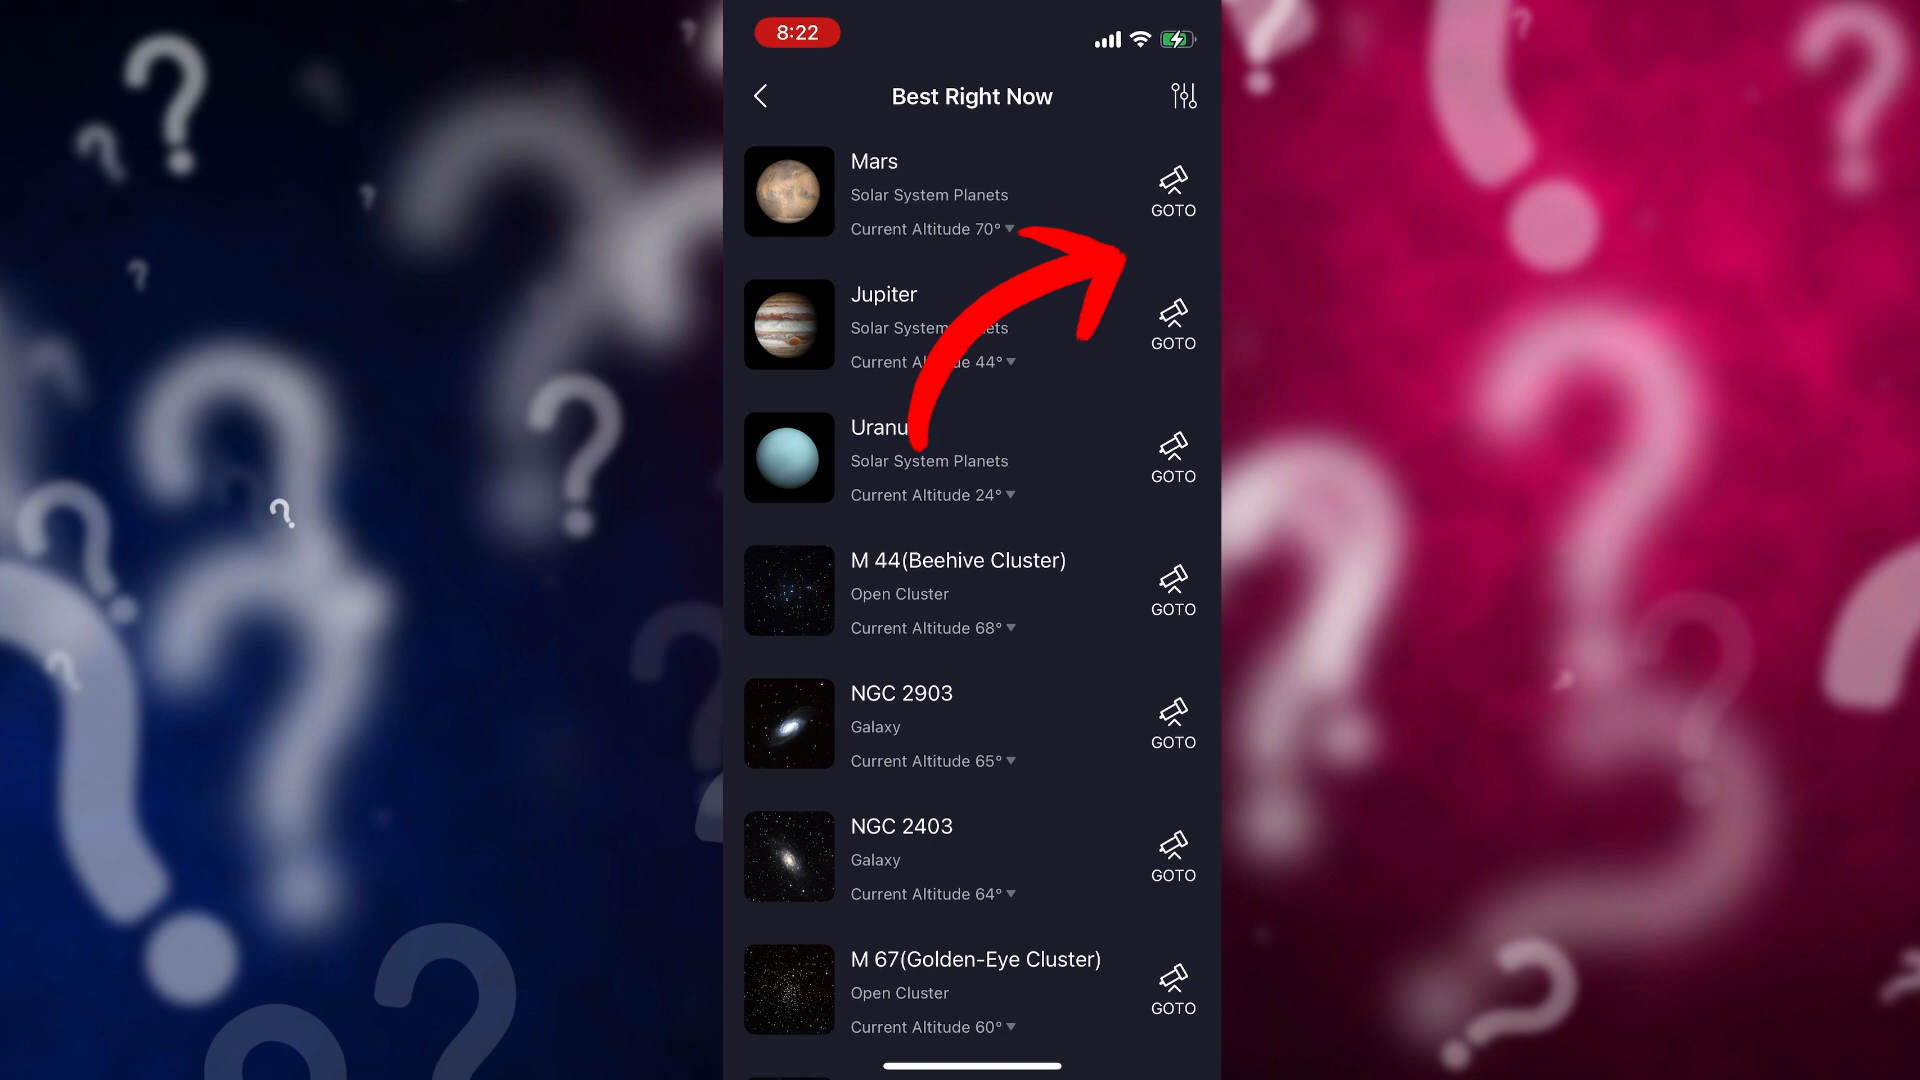 8:22
Best Right Now
Mars
Solar System Planets
Current Altitude 70°
GOTO
Jupiter
Solar System
Current 44°
GOTO
Solar System Planets
Current Altitude 24°
GOTO
M 44(Beehive Cluster)
Open Cluster
Current Altitude 68°
GOTO
NGC 2903
Galaxy
Current Altitude 65°
GOTO
NGC 2403
Galaxy
Current Altitude 64°
GOTO
M 67(Golden-Eye Cluster)
Open Cluster
Current Altitude 60°
GOTO